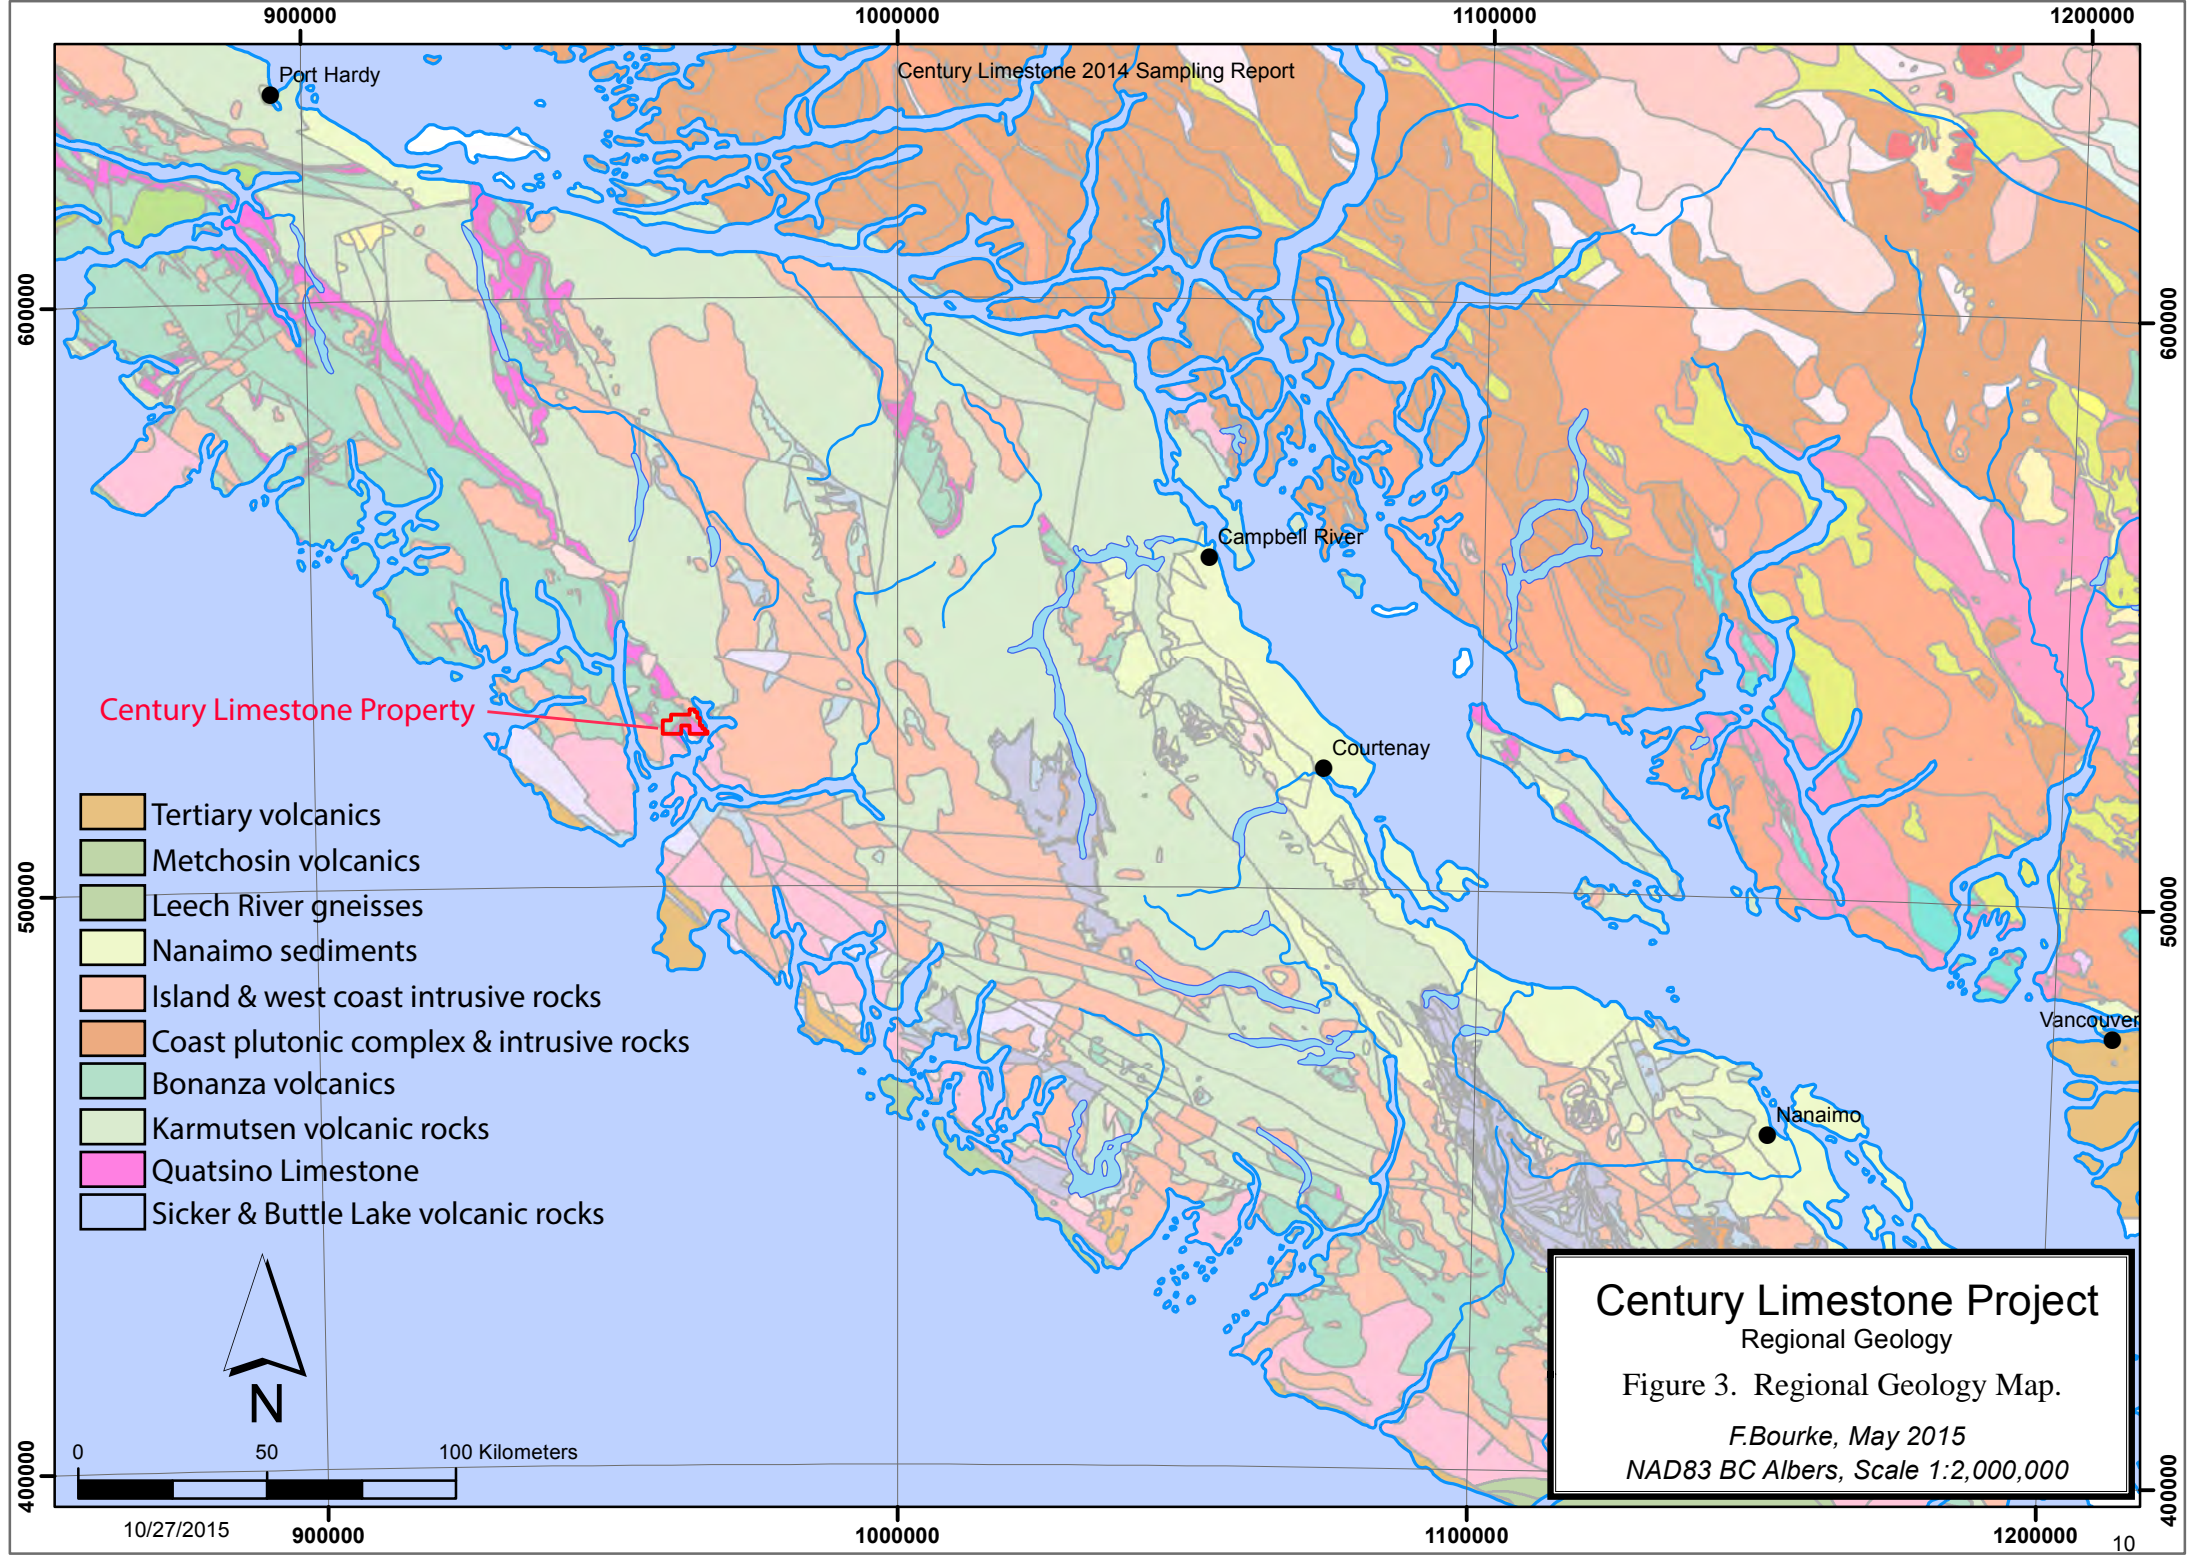 900000
1000000
1100000
1200000
Port Hardy
Century Limestone 2014 Sampling Report
600000
600000
Campbell River
Century Limestone Property
Courtenay
Tertiary volcanics
Metchosin volcanics
Leech River gneisses
Nanaimo sediments
Island & west coast intrusive rocks
Coast plutonic complex & intrusive rocks
Bonanza volcanics
Karmutsen volcanic rocks
Quatsino Limestone
Sicker & Buttle Lake volcanic rocks
500000
500000
Vancouver
Nanaimo
N
0 50 100 Kilometers
Century Limestone Project
Regional Geology
Figure 3. Regional Geology Map.
F.Bourke, May 2015
NAD83 BC Albers, Scale 1:2,000,000
400000
400000
10/27/2015
900000
1000000
1100000
1200000
10